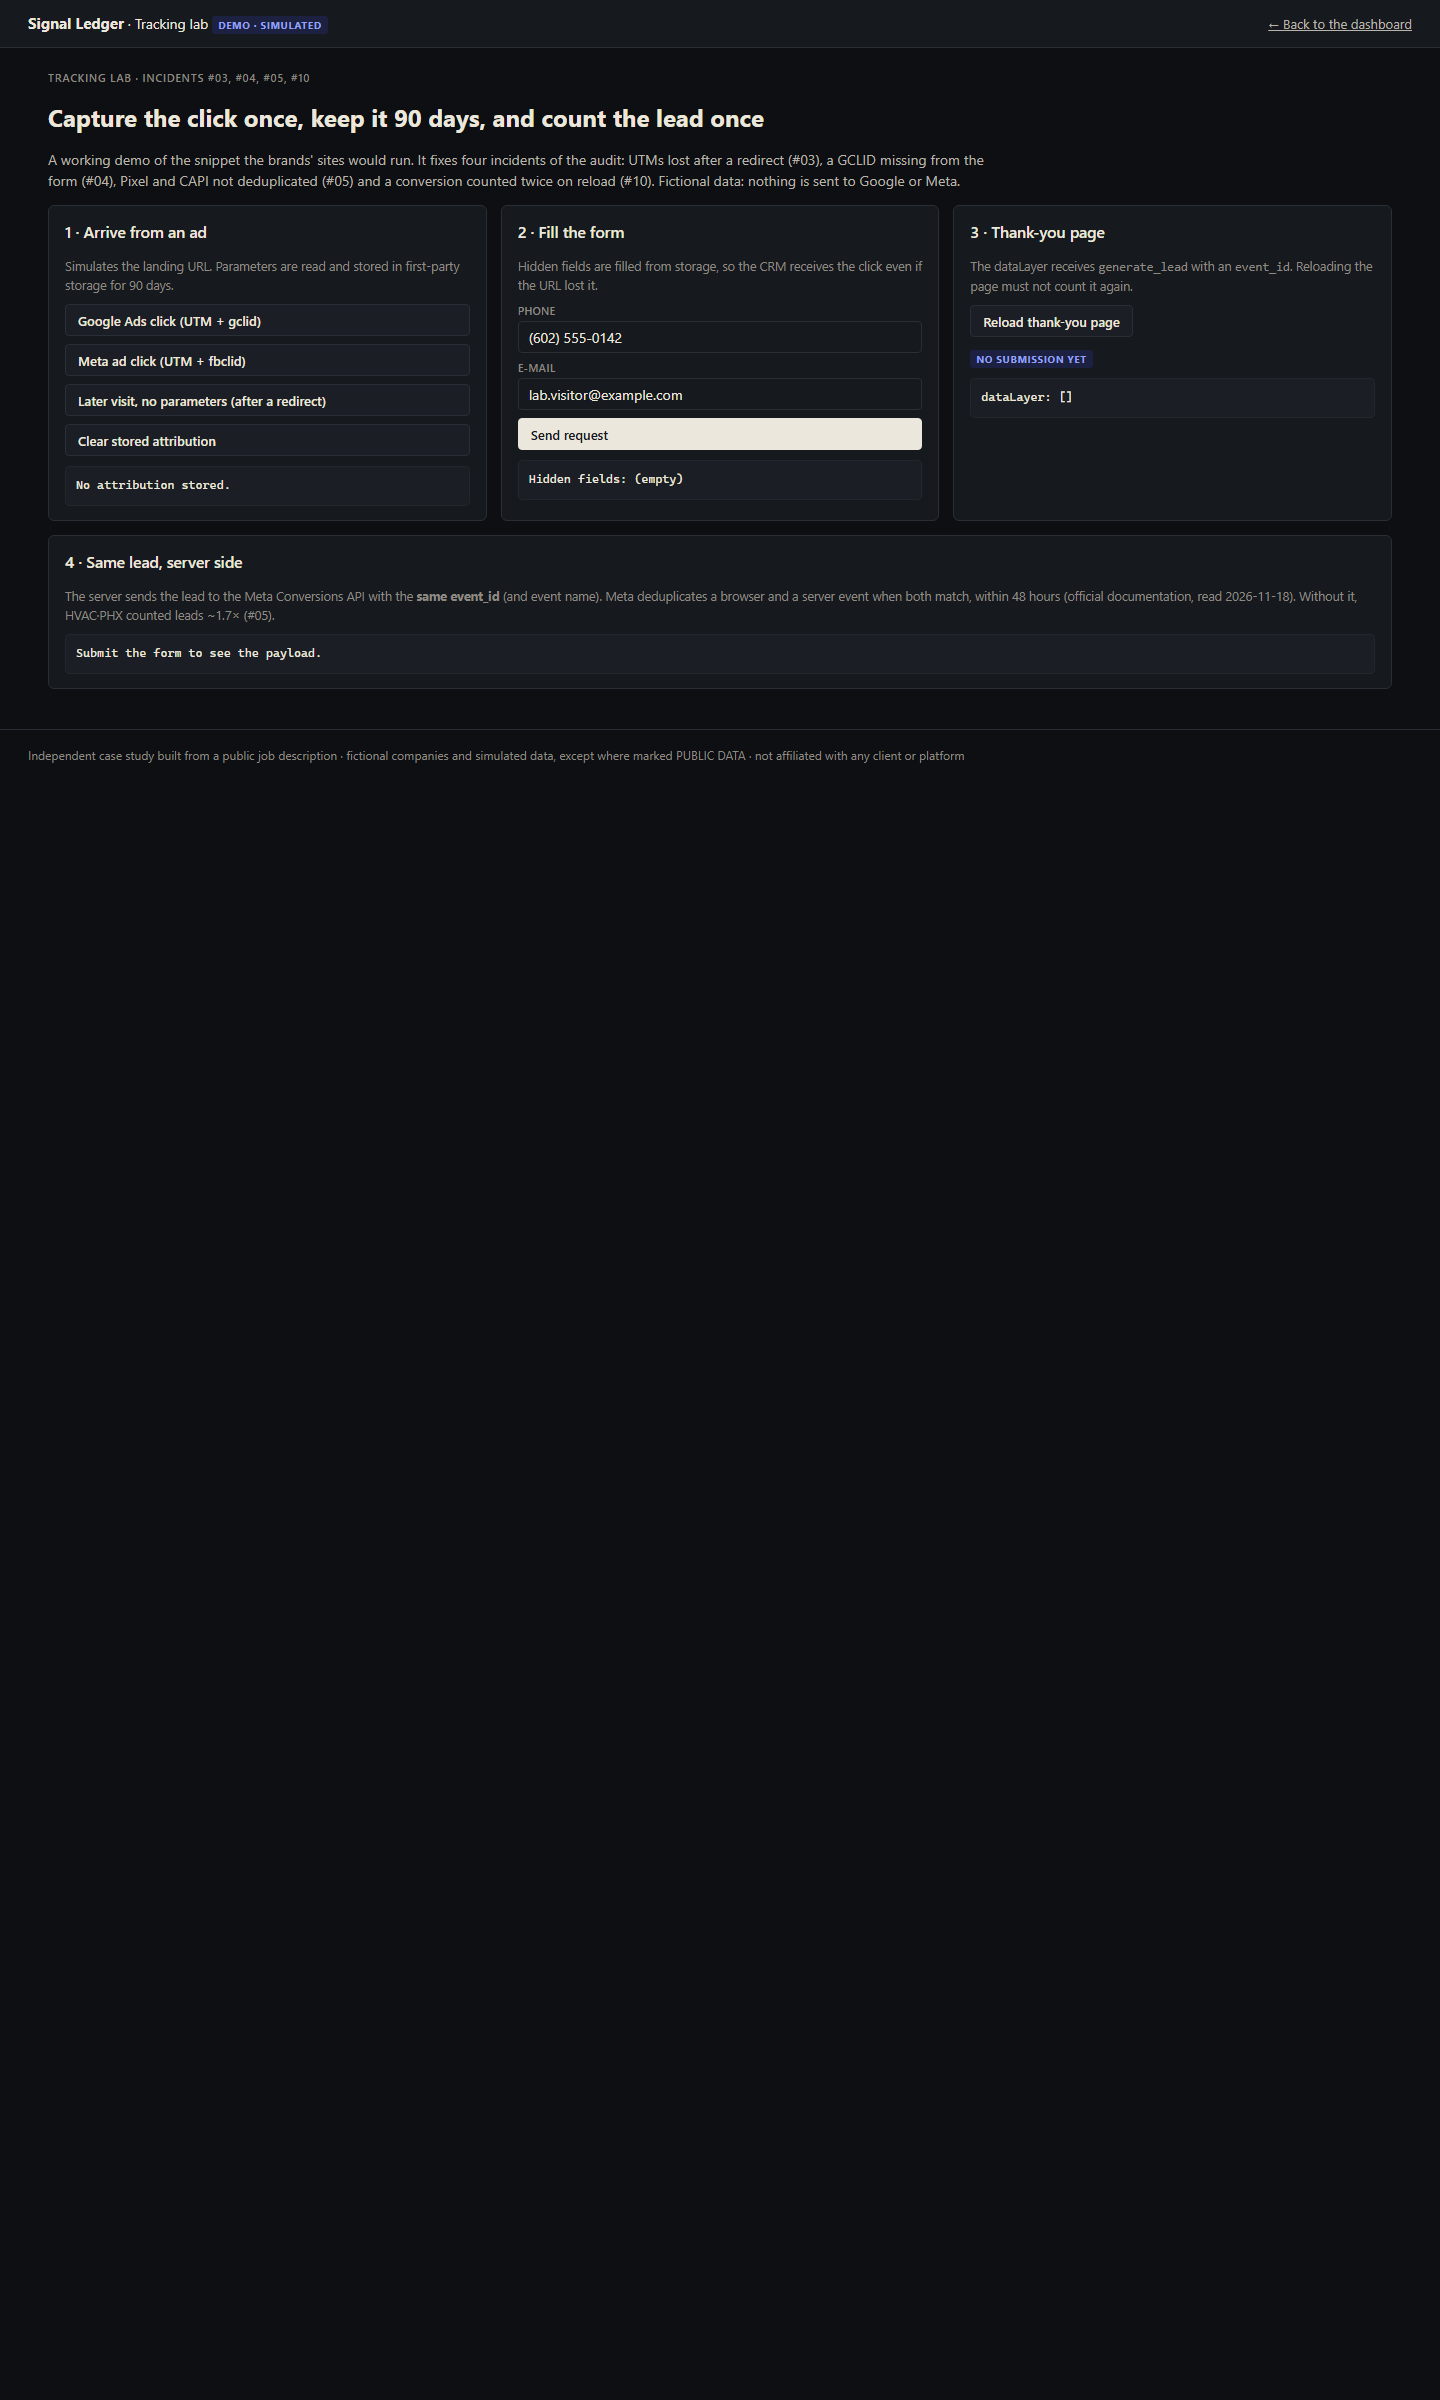 Signal Ledger · Tracking lab DEMO · SIMULATED
← Back to the dashboard
TRACKING LAB · INCIDENTS #03, #04, #05, #10
Capture the click once, keep it 90 days, and count the lead once
A working demo of the snippet the brands' sites would run. It fixes four incidents of the audit: UTMs lost after a redirect (#03), a GCLID missing from the
form (#04), Pixel and CAPI not deduplicated (#05) and a conversion counted twice on reload (#10). Fictional data: nothing is sent to Google or Meta.
1 · Arrive from an ad
Simulates the landing URL. Parameters are read and stored in first-party
storage for 90 days.
Google Ads click (UTM + gclid)
Meta ad click (UTM + fbclid)
Later visit, no parameters (after a redirect)
Clear stored attribution
No attribution stored.
2 · Fill the form
Hidden fields are filled from storage, so the CRM receives the click even if
the URL lost it.
PHONE
(602) 555-0142
E-MAIL
lab.visitor@example.com
Send request
Hidden fields: (empty)
3 · Thank-you page
The dataLayer receives generate_lead with an event_id. Reloading the
page must not count it again.
Reload thank-you page
NO SUBMISSION YET
dataLayer: []
4 · Same lead, server side
The server sends the lead to the Meta Conversions API with the same event_id (and event name). Meta deduplicates a browser and a server event when both match, within 48 hours (official documentation, read 2026-11-18). Without it,
HVAC-PHX counted leads ~1.7× (#05).
Submit the form to see the payload.
Independent case study built from a public job description · fictional companies and simulated data, except where marked PUBLIC DATA · not affiliated with any client or platform